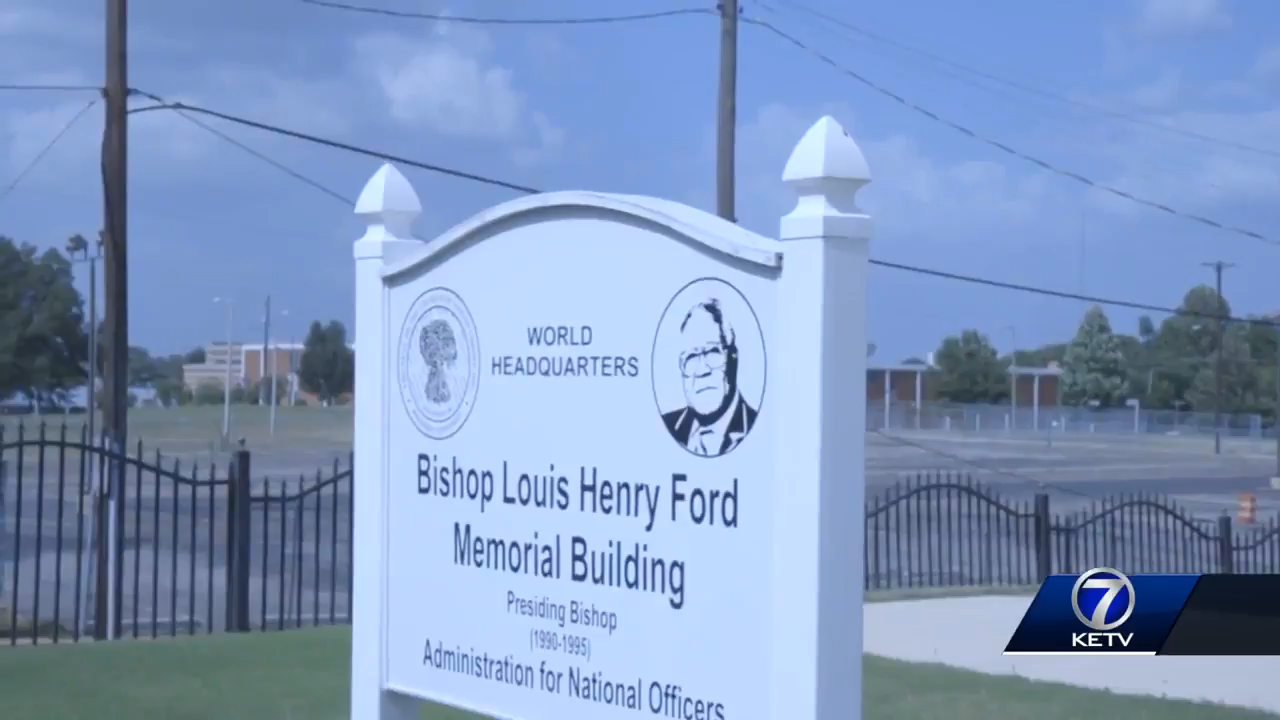 WORLD
HEADQUARTERS
Bishop Louis Henry Ford
Memorial Building
Presiding Bishop
(1990-1995)
Administration for National Officers
7
KETV